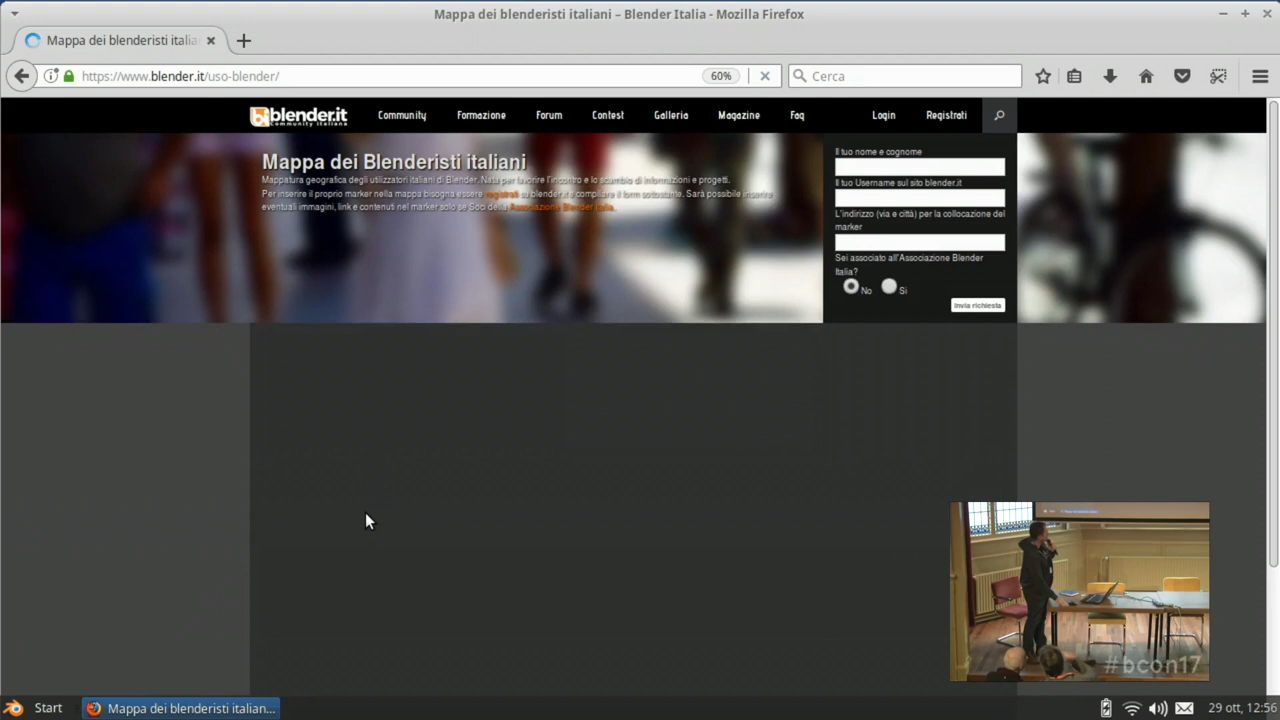 Mappa dei blenderisti italiani – Blender Italia - Mozilla Firefox
Mappa dei blenderisti italia
https://www.blender.it/uso-blender/
60%
Cerca
blender.it
Community Italiana
Community
Formazione
Forum
Contest
Galleria
Magazine
Faq
Login
Registrati
Mappa dei Blenderisti italiani
Mappatura geografica degli utilizzatori italiani di Blender. Nata per favorire l'incontro e lo scambio di informazioni e progetti.
Per inserire il proprio marker nella mappa bisogna essere registrati su blender.it e compilare il form sottostante. Sarà possibile inserire
eventuali immagini, link e contenuti nel marker solo se Soci della Associazione Blender Italia.
Il tuo nome e cognome
Il tuo Username sul sito blender.it
L'indirizzo (via e città) per la collocazione del
marker
Sei associato all'Associazione Blender
Italia?
No
Si
Invia richiesta
#bcon17
Start
Mappa dei blenderisti italian...
29 ott, 12:56